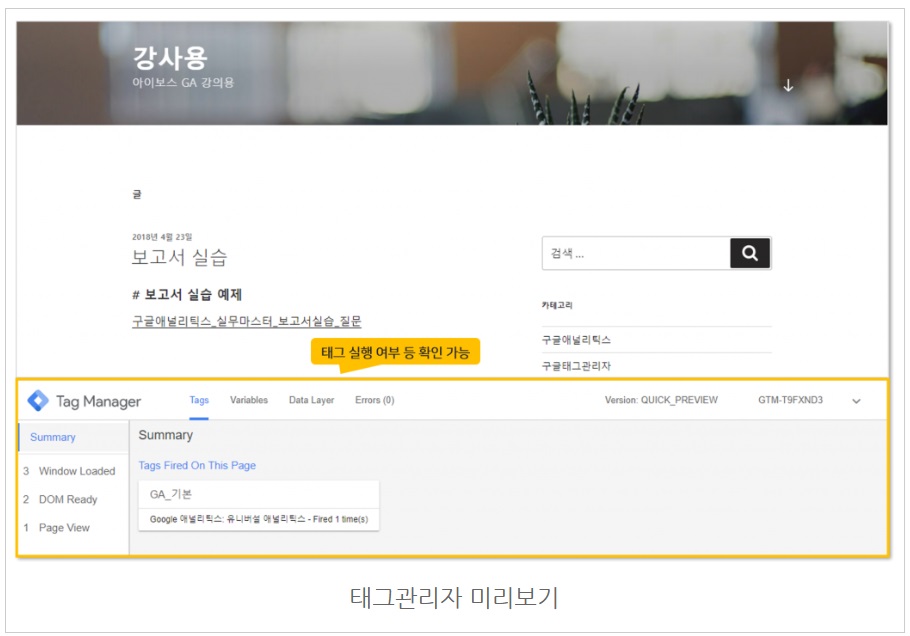 강사용
아이보스 GA 강의용
글
2018년 4월 23일
보고서 실습
# 보고서 실습 예제
구글애널리틱스_실무마스터_보고서실습_질문
검색 ...
카테고리
구글애널리틱스
구글태그관리자
태그 실행 여부 등 확인 가능
Tag Manager Tags Variables Data Layer Errors (0) Version: QUICK_PREVIEW GTM-T9FXND3
Summary
3 Window Loaded
2 DOM Ready
1 Page View
Summary
Tags Fired On This Page
GA_기본
Google 애널리틱스: 유니버설 애널리틱스 - Fired 1 time(s)
태그관리자 미리보기